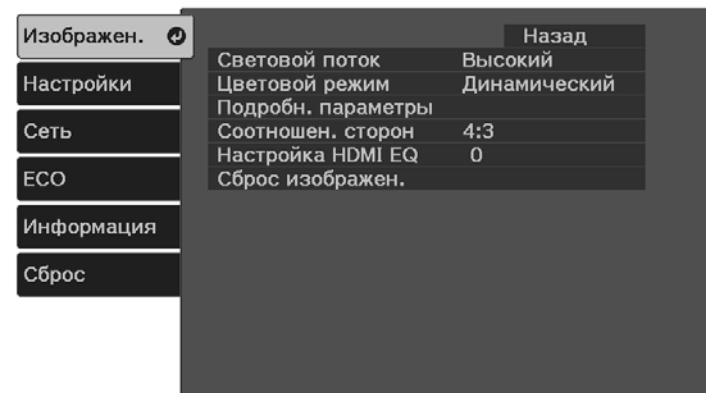 Изображен.
Настройки
Сеть
ECO
Информация
Сброс
Назад
Световой поток Высокий
Цветовой режим Динамический
Подробн. параметры
Соотношен. сторон 4:3
Настройка HDMI EQ 0
Сброс изображен.